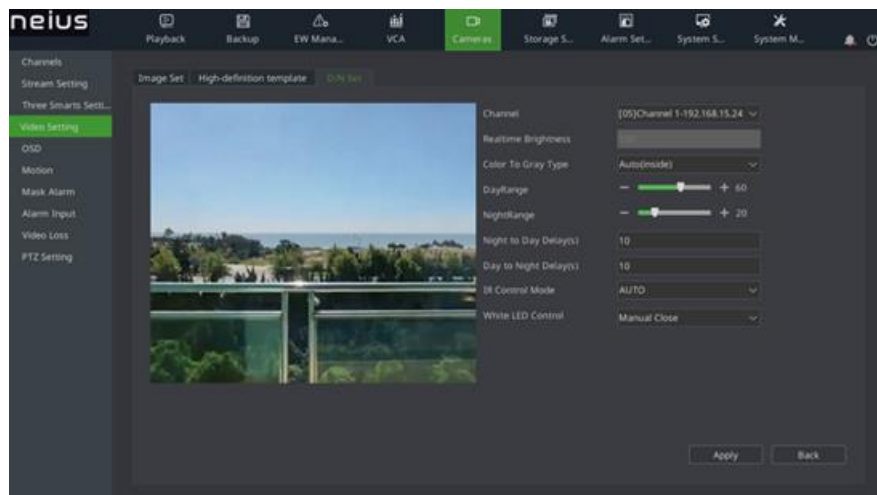 neius
Playback
Backup
EW Mana...
VCA
Cameras
Storage S...
Alarm Set...
System S...
System M...
Channels
Stream Setting
Three Smarts Setti...
Video Setting
OSD
Motion
Mask Alarm
Alarm Input
Video Loss
PTZ Setting
Image Set
High-definition template
D/N Set
Channel
[05]Channel 1-192.168.15.24
Realtime Brightness
Color To Gray Type
Auto(inside)
DayRange
60
NightRange
20
Night to Day Delay(s)
10
Day to Night Delay(s)
10
IR Control Mode
AUTO
White LED Control
Manual Close
Apply
Back